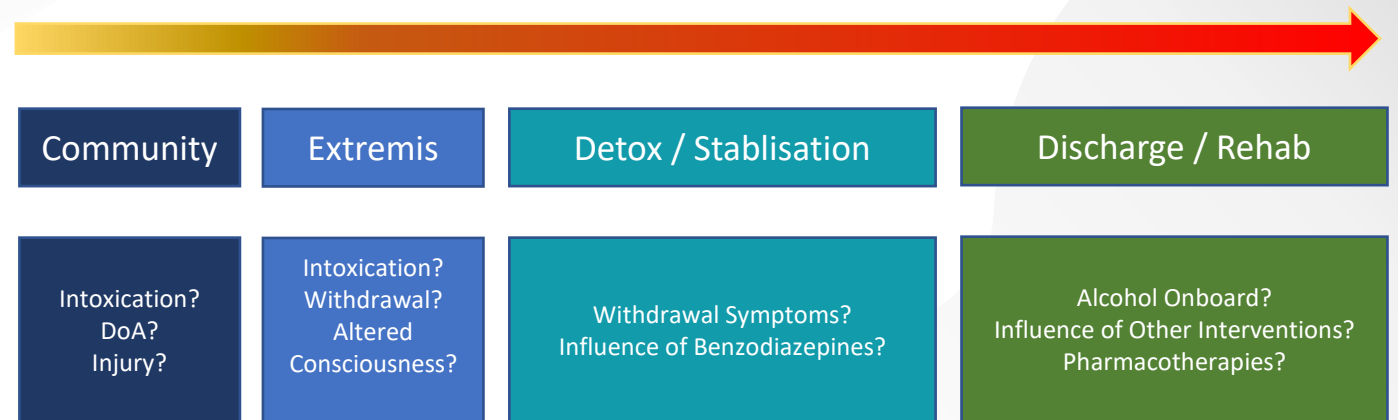 Community
Extremis
Detox / Stablisation
Discharge / Rehab
Intoxication?
DoA?
Injury?
Intoxication?
Withdrawal?
Altered
Consciousness?
Withdrawal Symptoms?
Influence of Benzodiazepines?
Alcohol Onboard?
Influence of Other Interventions?
Pharmacotherapies?